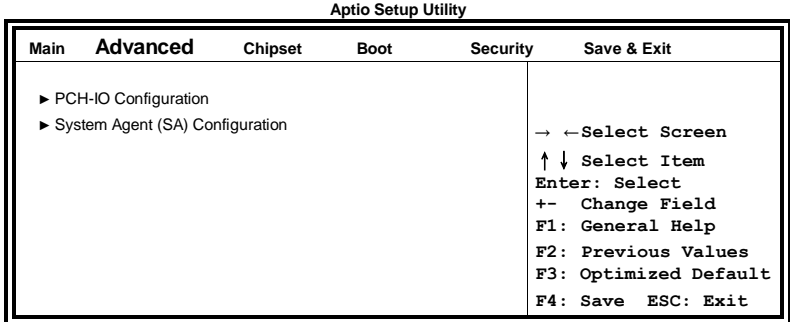 Aptio Setup Utility
Main Advanced Chipset Boot Security Save & Exit
► PCH-IO Configuration
► System Agent (SA) Configuration
→ ←Select Screen
↑↓ Select Item
Enter: Select
+- Change Field
F1: General Help
F2: Previous Values
F3: Optimized Default
F4: Save ESC: Exit